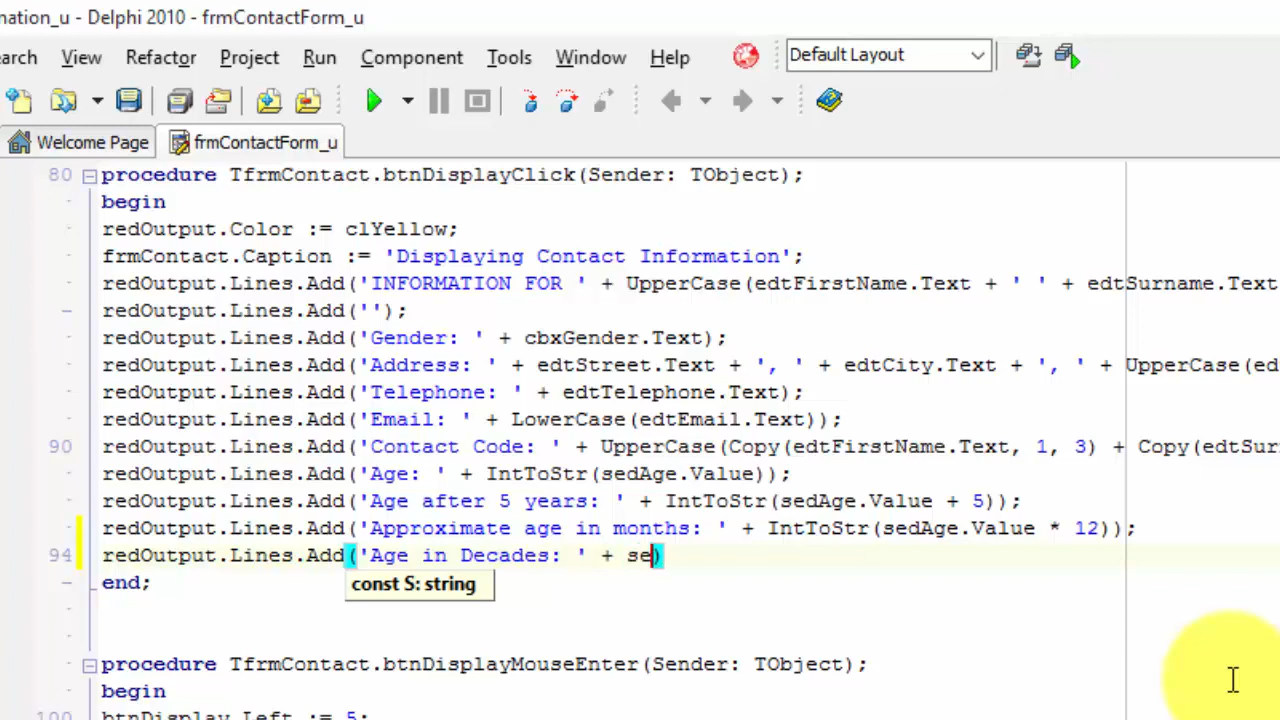 mation_u - Delphi 2010 - frmContactForm_u
earch View Refactor Project Run Component Tools Window Help Default Layout
Welcome Page frmContactForm_u
80 procedure TfrmContact.btnDisplayClick(Sender: TObject);
begin
redOutput.Color := clYellow;
frmContact.Caption := 'Displaying Contact Information';
redOutput.Lines.Add('INFORMATION FOR ' + UpperCase(edtFirstName.Text + ' ' + edtSurname.Text
redOutput.Lines.Add('');
redOutput.Lines.Add('Gender: ' + cbxGender.Text);
redOutput.Lines.Add('Address: ' + edtStreet.Text + ', ' + edtCity.Text + ', ' + UpperCase(ed
redOutput.Lines.Add('Telephone: ' + edtTelephone.Text);
redOutput.Lines.Add('Email: ' + LowerCase(edtEmail.Text));
90 redOutput.Lines.Add('Contact Code: ' + UpperCase(Copy(edtFirstName.Text, 1, 3) + Copy(edtSur
redOutput.Lines.Add('Age: ' + IntToStr(sedAge.Value));
redOutput.Lines.Add('Age after 5 years: ' + IntToStr(sedAge.Value + 5));
redOutput.Lines.Add('Approximate age in months: ' + IntToStr(sedAge.Value * 12));
94 redOutput.Lines.Add('Age in Decades: ' + se)
end;
const S: string
procedure TfrmContact.btnDisplayMouseEnter(Sender: TObject);
begin
100 btnDisplay.Left := 5;